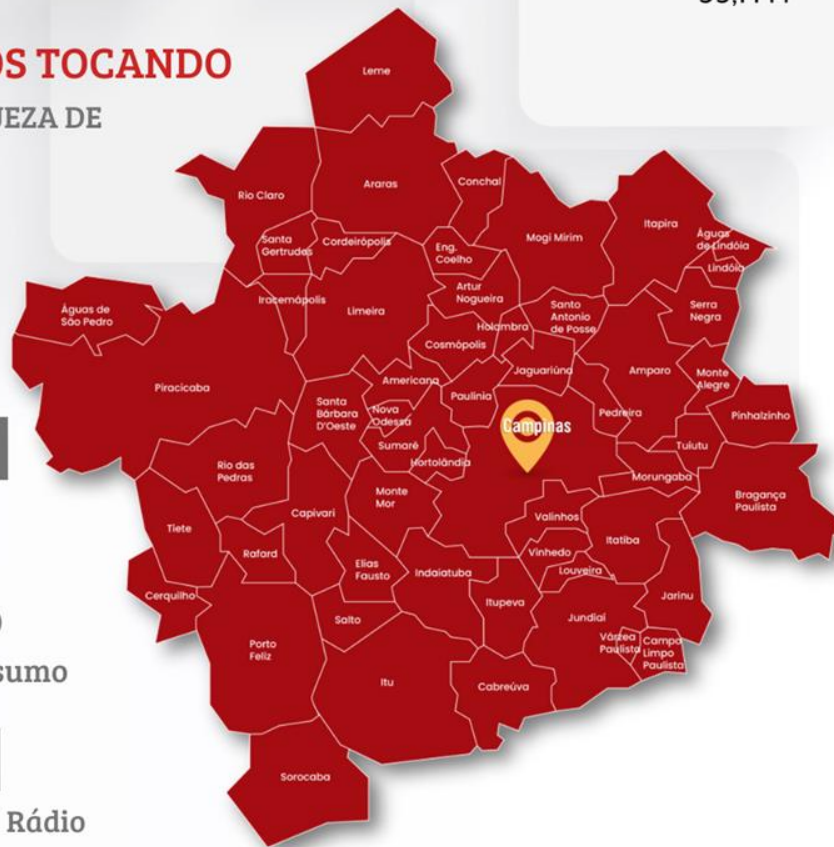 OS TOCANDO
UEZA DE
Leme
Rio Claro
Araras
Conchal
Mogi Mirim
Itapira
Águas
de Lindóia
Lindóia
Santa
Gertrudes
Cordeirópolis
Eng.
Coelho
Artur
Nogueira
Iracemápolis
Limeira
Holambra
Santo
Antonio
de Posse
Serra
Negra
Águas de
São Pedro
Cosmópolis
Jaguariúna
Amparo
Monte
Alegre
Piracicaba
Americana
Paulínia
Santa
Bárbara
D'Oeste
Nova
Odessa
Pedreira
Pinhalzinho
Campinas
Sumaré
Tuiutu
Hortolândia
Rio das
Pedras
Morungaba
Bragança
Paulista
Monte
Mor
Capivari
Valinhos
Tiete
Itatiba
Rafard
Vinhedo
Elias
Fausto
Indaiatuba
Louveira
Cerquilho
Itupeva
Jarinu
Salto
Jundiaí
Porto
Feliz
Várzea
Paulista
Campo
Limpo
Paulista
Itu
Cabreúva
sumo
Sorocaba
Rádio